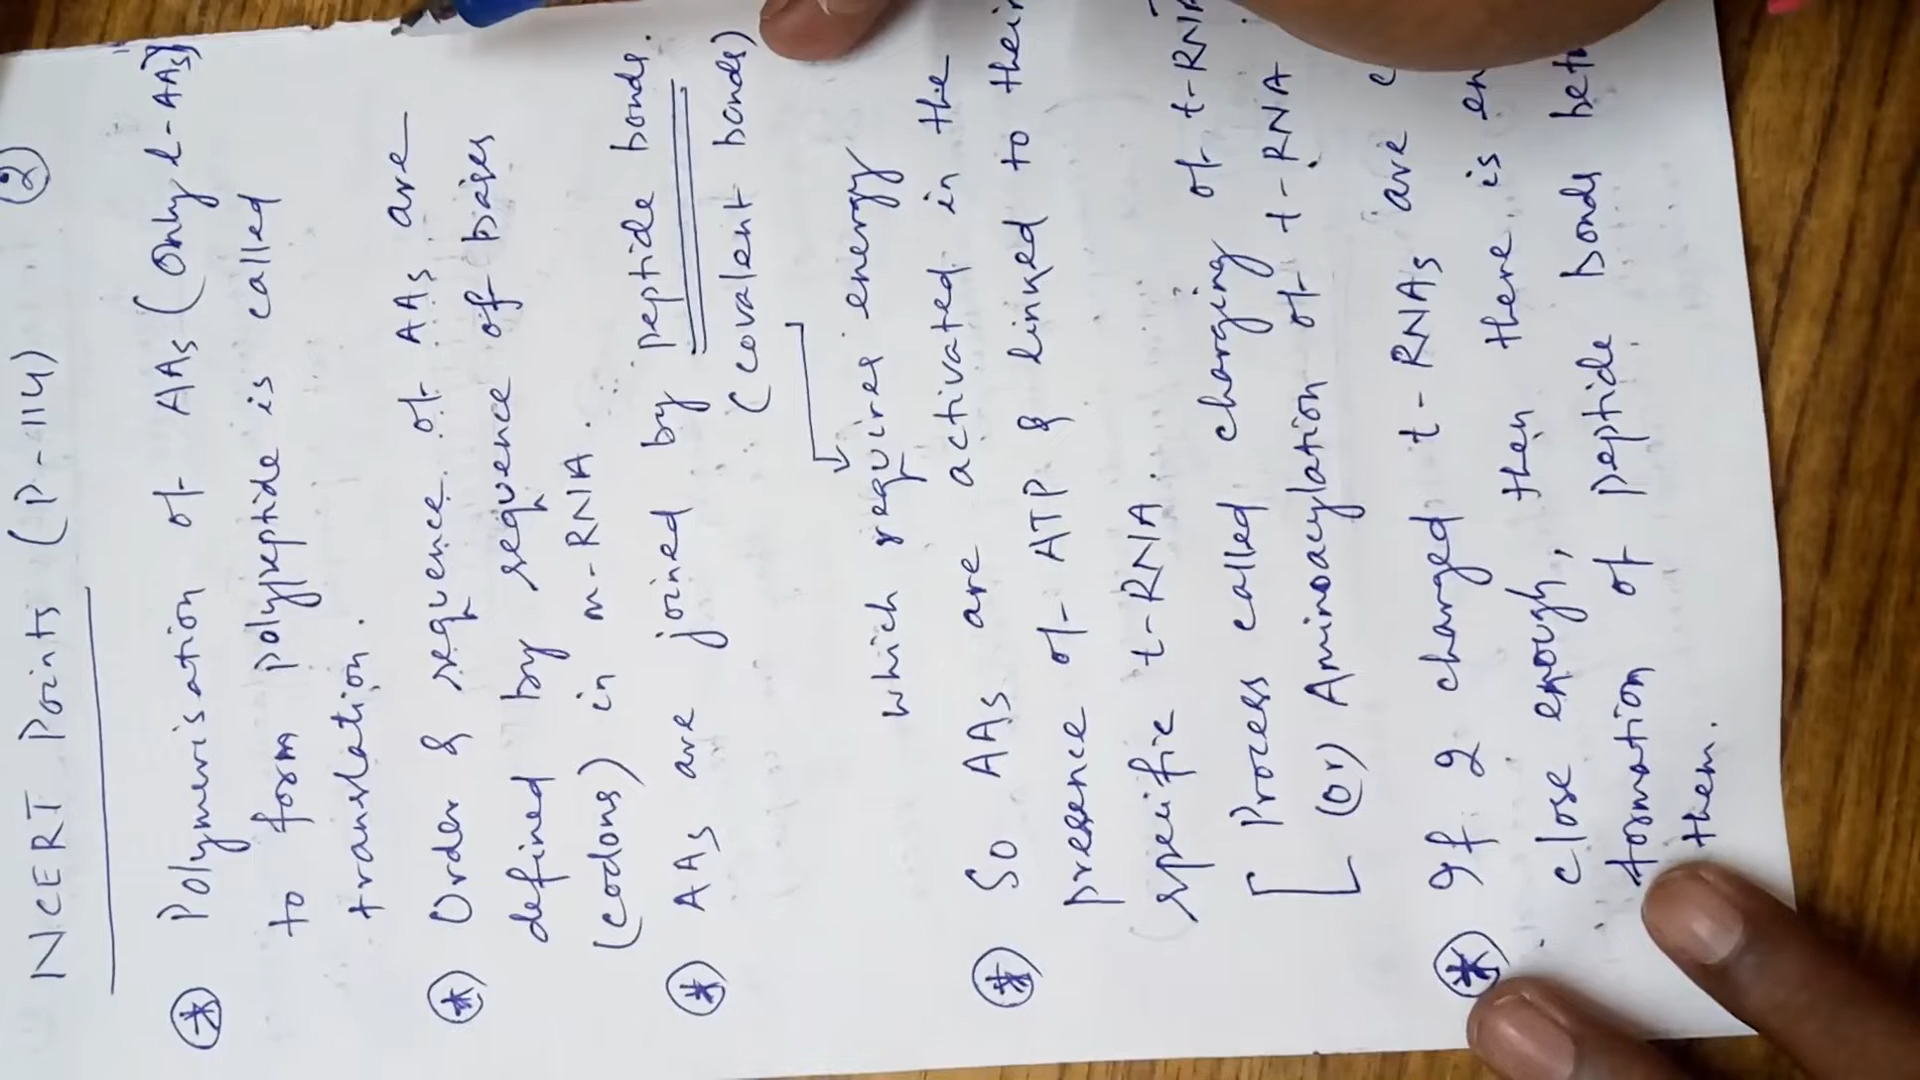 NCERT Points (P-114) ②
⊛ Polymerisation of AAs (Only l-AAs)
to form polypeptide is called
translation.
⊛ Order & sequence of AAs are
defined by sequence of bases
(codons) in m-RNA.
⊛ AAs are joined by peptide bonds.
(covalent bonds)
which requires energy
⊛ So AAs are activated in the
presence of ATP & linked to their
specific t-RNA.
Process called charging of t-RNA
(or) Aminoacylation of t-RNA
⊛ If 2 charged t-RNAs are
close enough, then there is
formation of peptide bonds
them.